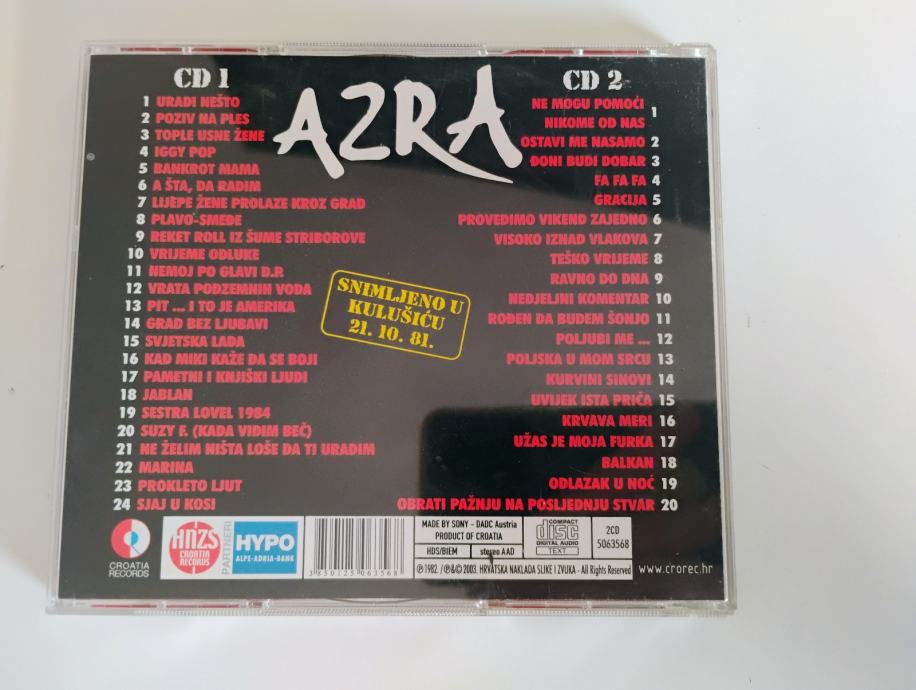 CD 1
AZRA
CD 2
1 URADI NEŠTO
2 POZIV NA PLES
3 TOPLE USNE ŽENE
4 IGGY POP
5 BANKROT MAMA
6 A ŠTA, DA RADIM
7 LIJEPE ŽENE PROLAZE KROZ GRAD
8 PLAVO-SMEĐE
9 REKET ROLL IZ ŠUME STRIBOROVE
10 VRIJEME ODLUKE
11 NEMOJ PO GLAVI D.P.
12 VRATA PODZEMNIH VODA
13 PIT ... I TO JE AMERIKA
14 GRAD BEZ LJUBAVI
15 SVJETSKA LADA
16 KAD MIKI KAŽE DA SE BOJI
17 PAMETNI I KNJIŠKI LJUDI
18 JABLAN
19 SESTRA LOVEL 1984
20 SUZY F. (KADA VIDIM BEČ)
21 NE ŽELIM NIŠTA LOŠE DA TI URADIM
22 MARINA
23 PROKLETO LJUT
24 SJAJ U KOSI
SNIMLJENO U
KULUŠIĆU
21. 10. 81.
NE MOGU POMOĆI
NIKOME OD NAS 1
OSTAVI ME NASAMO 2
ĐONI BUDI DOBAR 3
FA FA FA 4
GRACIJA 5
PROVEDIMO VIKEND ZAJEDNO 6
VISOKO IZNAD VLAKOVA 7
TEŠKO VRIJEME 8
RAVNO DO DNA 9
NEDJELJNI KOMENTAR 10
ROĐEN DA BUDEM ŠONJO 11
POLJUBI ME ... 12
POLJSKA U MOM SRCU 13
KURVINI SINOVI 14
UVIJEK ISTA PRIČA 15
KRVAVA MERI 16
UŽAS JE MOJA FURKA 17
BALKAN 18
ODLAZAK U NOĆ 19
OBRATI PAŽNJU NA POSLJEDNJU STVAR 20
CROATIA
RECORDS
HNZS
CROATIA
RECORDS
PARTNERI
HYPO
ALPE-ADRIA-BANK
3 850125 063568
MADE BY SONY - DADC Austria
PRODUCT OF CROATIA
HDS/BIEM
stereo AAD
COMPACT
disc
DIGITAL AUDIO
TEXT
2CD
5063568
℗1982. / ℗&© 2003. HRVATSKA NAKLADA SLIKE I ZVUKA - All Rights Reserved
www.crorec.hr